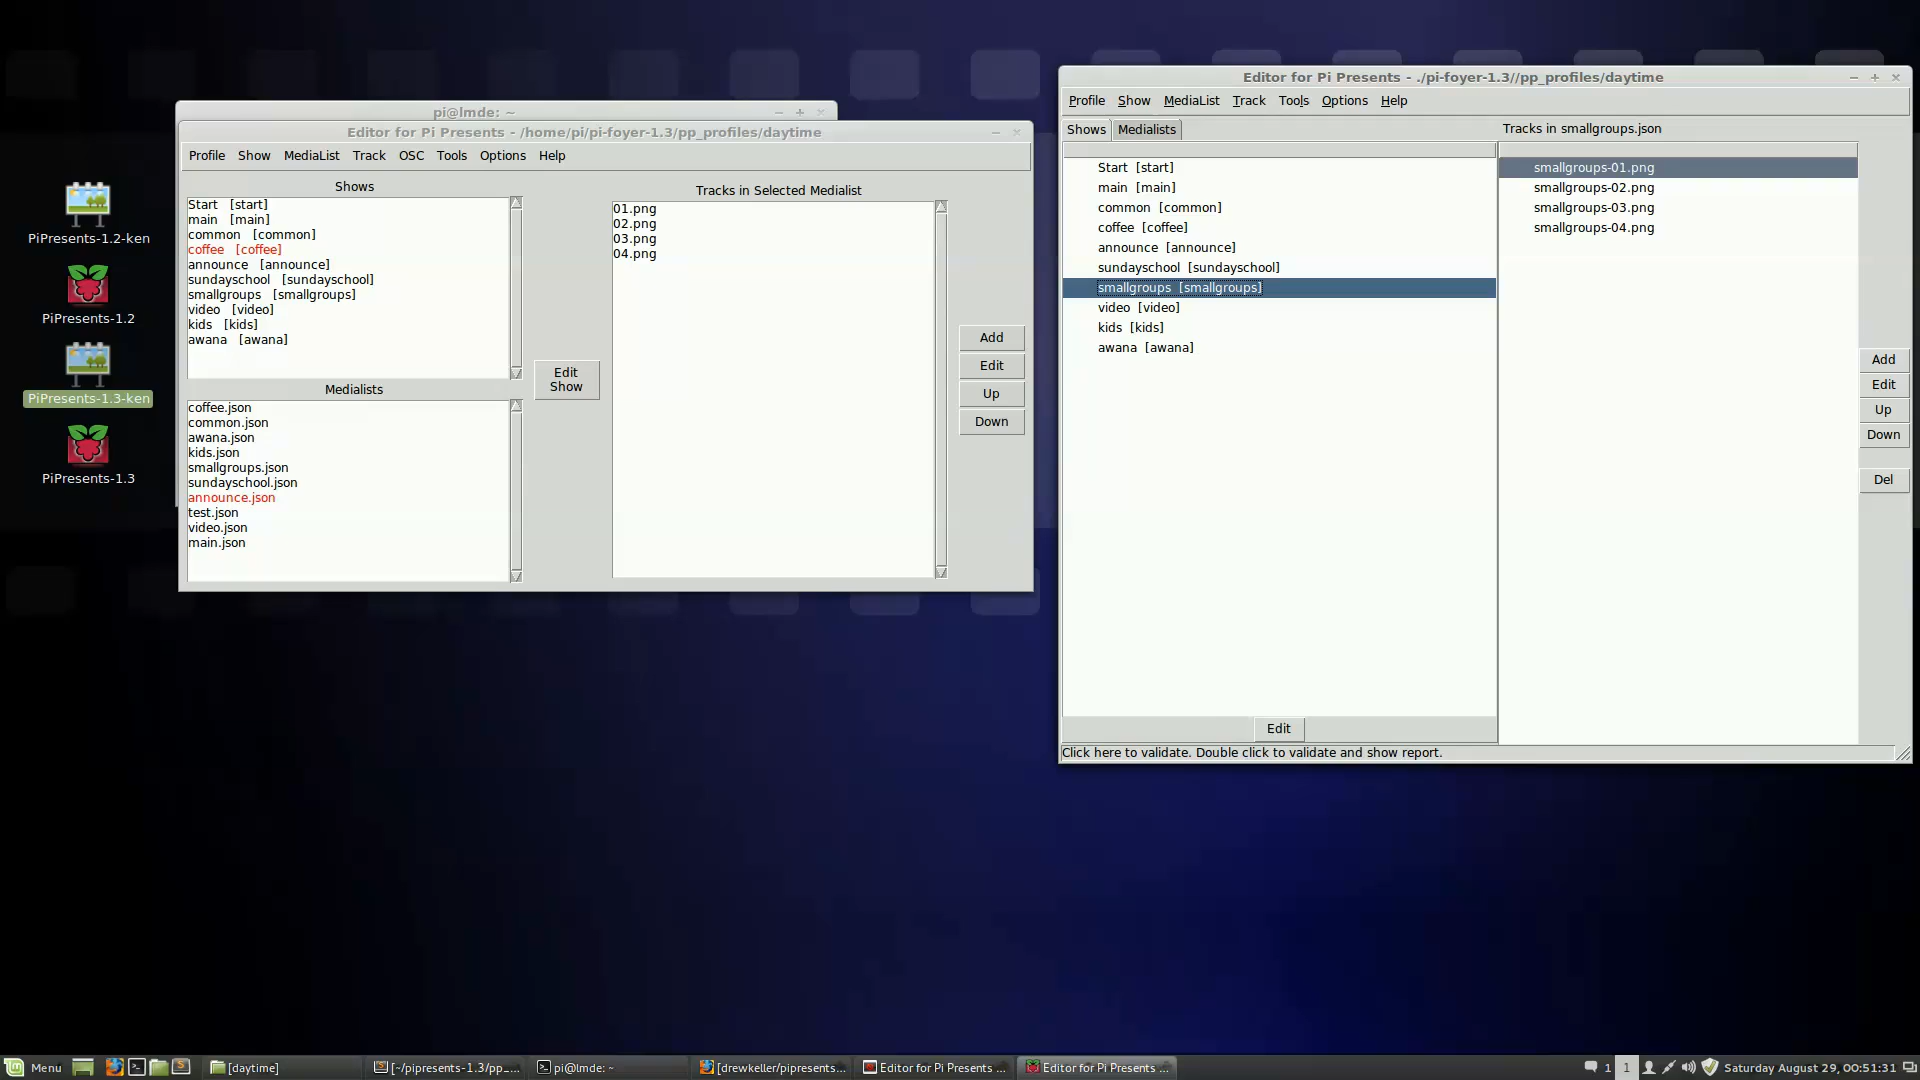 PiPresents-1.2-ken
PiPresents-1.2
PiPresents-1.3-ken
PiPresents-1.3
pi@lmde: ~
Editor for Pi Presents - /home/pi/pi-foyer-1.3/pp_profiles/daytime
Profile Show MediaList Track OSC Tools Options Help
Shows
Start [start]
main [main]
common [common]
coffee [coffee]
announce [announce]
sundayschool [sundayschool]
smallgroups [smallgroups]
video [video]
kids [kids]
awana [awana]
Medialists
coffee.json
common.json
awana.json
kids.json
smallgroups.json
sundayschool.json
announce.json
test.json
video.json
main.json
Edit
Show
Tracks in Selected Medialist
01.png
02.png
03.png
04.png
Add
Edit
Up
Down
Editor for Pi Presents - ./pi-foyer-1.3//pp_profiles/daytime
Profile Show MediaList Track Tools Options Help
Shows Medialists
Start [start]
main [main]
common [common]
coffee [coffee]
announce [announce]
sundayschool [sundayschool]
smallgroups [smallgroups]
video [video]
kids [kids]
awana [awana]
Edit
Tracks in smallgroups.json
smallgroups-01.png
smallgroups-02.png
smallgroups-03.png
smallgroups-04.png
Add
Edit
Up
Down
Del
Click here to validate. Double click to validate and show report.
Menu
[daytime]
[~/pipresents-1.3/pp_...
pi@lmde: ~
[drewkeller/pipresents...
Editor for Pi Presents ...
Editor for Pi Presents ...
1
1
Saturday August 29, 00:51:31